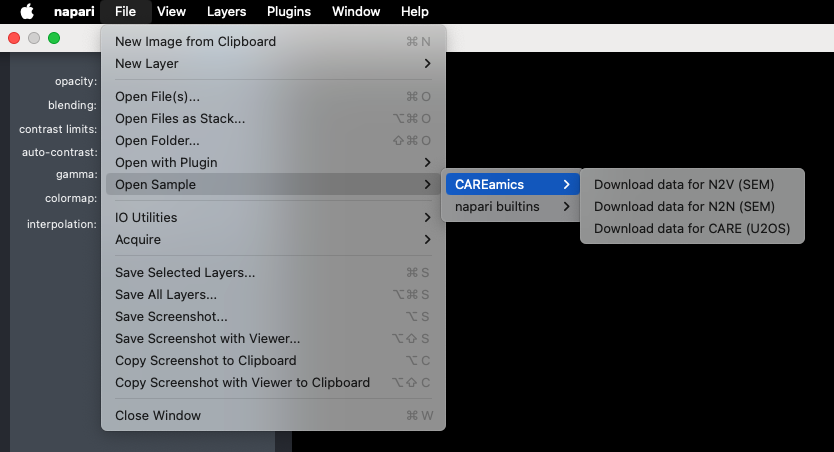 napari File View Layers Plugins Window Help
New Image from Clipboard ⌘ N
New Layer
opacity:
blending:
Open File(s)... ⌘ O
contrast limits:
Open Files as Stack... ⌥⌘ O
Open Folder... ⇧⌘ O
auto-contrast:
Open with Plugin
gamma:
Open Sample
CAREamics
Download data for N2V (SEM)
colormap:
napari builtins
Download data for N2N (SEM)
interpolation:
IO Utilities
Download data for CARE (U2OS)
Acquire
Save Selected Layers... ⌘ S
Save All Layers... ⌥⌘ S
Save Screenshot... ⌥ S
Save Screenshot with Viewer... ⌥⇧ S
Copy Screenshot to Clipboard ⌥ C
Copy Screenshot with Viewer to Clipboard ⌥⇧ C
Close Window ⌘ W